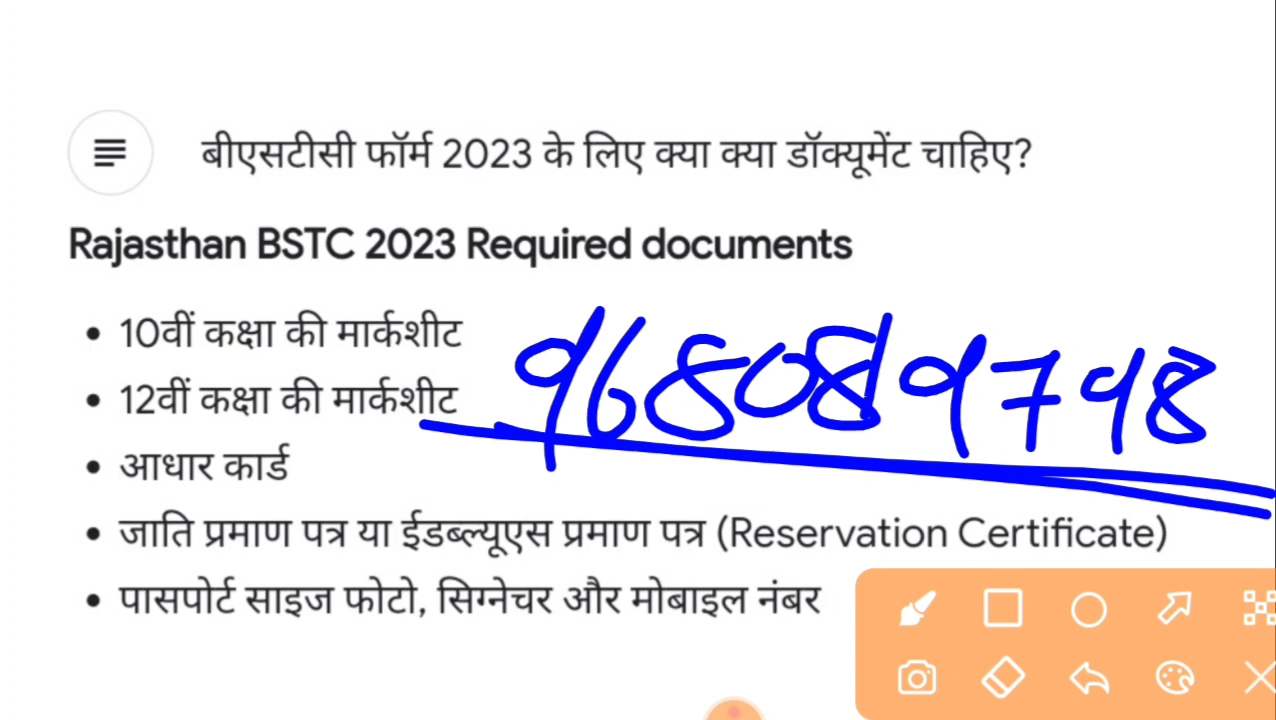 बीएसटीसी फॉर्म 2023 के लिए क्या क्या डॉक्यूमेंट चाहिए?
Rajasthan BSTC 2023 Required documents
• 10वीं कक्षा की मार्कशीट
• 12वीं कक्षा की मार्कशीट
9680897498
• आधार कार्ड
• जाति प्रमाण पत्र या ईडब्ल्यूएस प्रमाण पत्र (Reservation Certificate)
• पासपोर्ट साइज फोटो, सिग्नेचर और मोबाइल नंबर